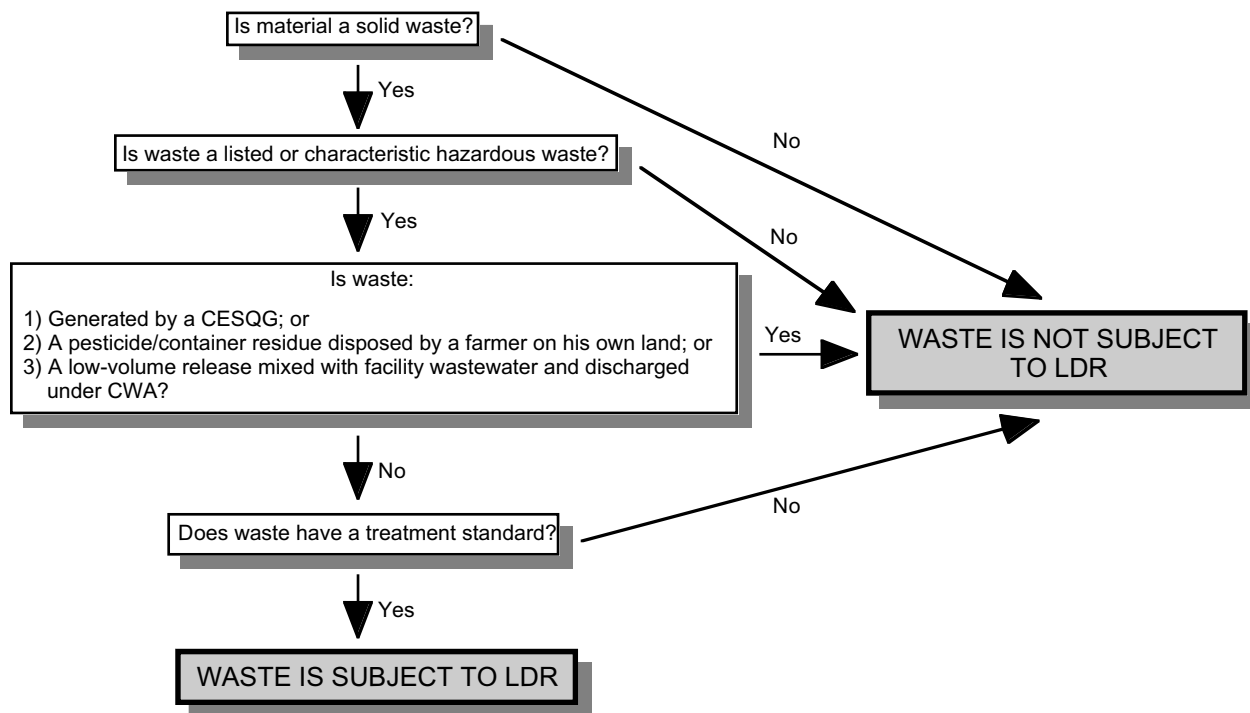 Is material a solid waste?
Yes
No
Is waste a listed or characteristic hazardous waste?
Yes
No
Is waste:
1) Generated by a CESQG; or
2) A pesticide/container residue disposed by a farmer on his own land; or
3) A low-volume release mixed with facility wastewater and discharged
under CWA?
Yes
WASTE IS NOT SUBJECT
TO LDR
No
Does waste have a treatment standard?
No
Yes
WASTE IS SUBJECT TO LDR